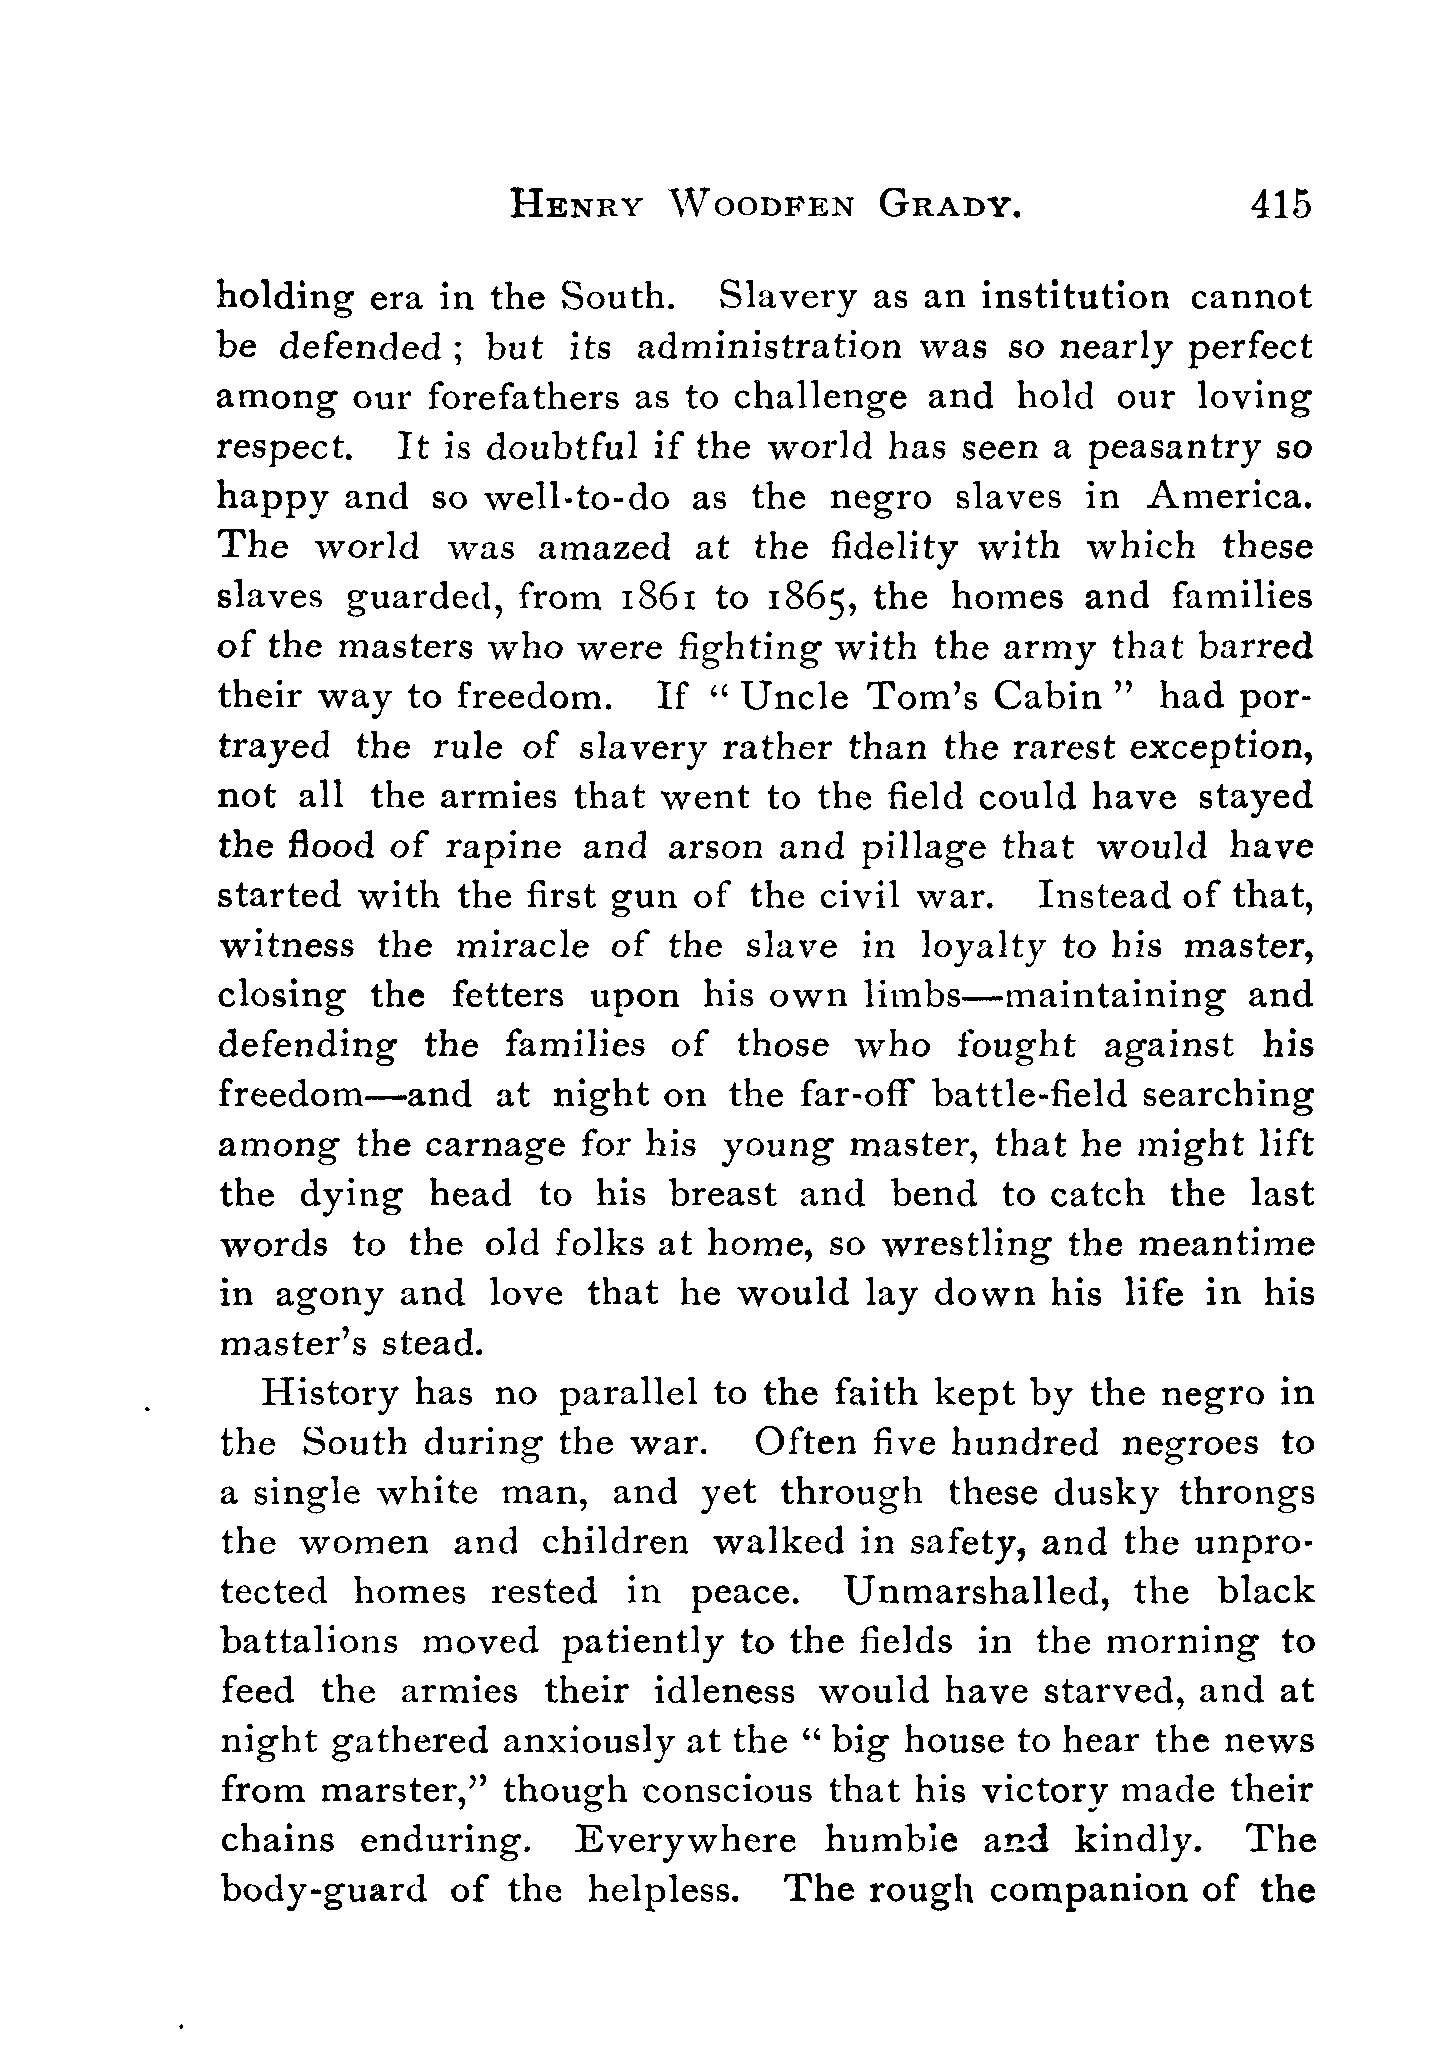 Henry Woodfen Grady. 415
holding era in the South. Slavery as an institution cannot
be defended ; but its administration was so nearly perfect
among our forefathers as to challenge and hold our loving
respect. It is doubtful if the world has seen a peasantry so
happy and so well-to-do as the negro slaves in America.
The world was amazed at the fidelity with which these
slaves guarded, from 1861 to 1865, the homes and families
of the masters who were fighting with the army that barred
their way to freedom. If “ Uncle Tom’s Cabin ” had por-
trayed the rule of slavery rather than the rarest exception,
not all the armies that went to the field could have stayed
the flood of rapine and arson and pillage that would have
started with the first gun of the civil war. Instead of that,
witness the miracle of the slave in loyalty to his master,
closing the fetters upon his own limbs—maintaining and
defending the families of those who fought against his
freedom—and at night on the far-off battle-field searching
among the carnage for his young master, that he might lift
the dying head to his breast and bend to catch the last
words to the old folks at home, so wrestling the meantime
in agony and love that he would lay down his life in his
master’s stead.
History has no parallel to the faith kept by the negro in
the South during the war. Often five hundred negroes to
a single white man, and yet through these dusky throngs
the women and children walked in safety, and the unpro-
tected homes rested in peace. Unmarshalled, the black
battalions moved patiently to the fields in the morning to
feed the armies their idleness would have starved, and at
night gathered anxiously at the “ big house to hear the news
from marster,” though conscious that his victory made their
chains enduring. Everywhere humble and kindly. The
body-guard of the helpless. The rough companion of the